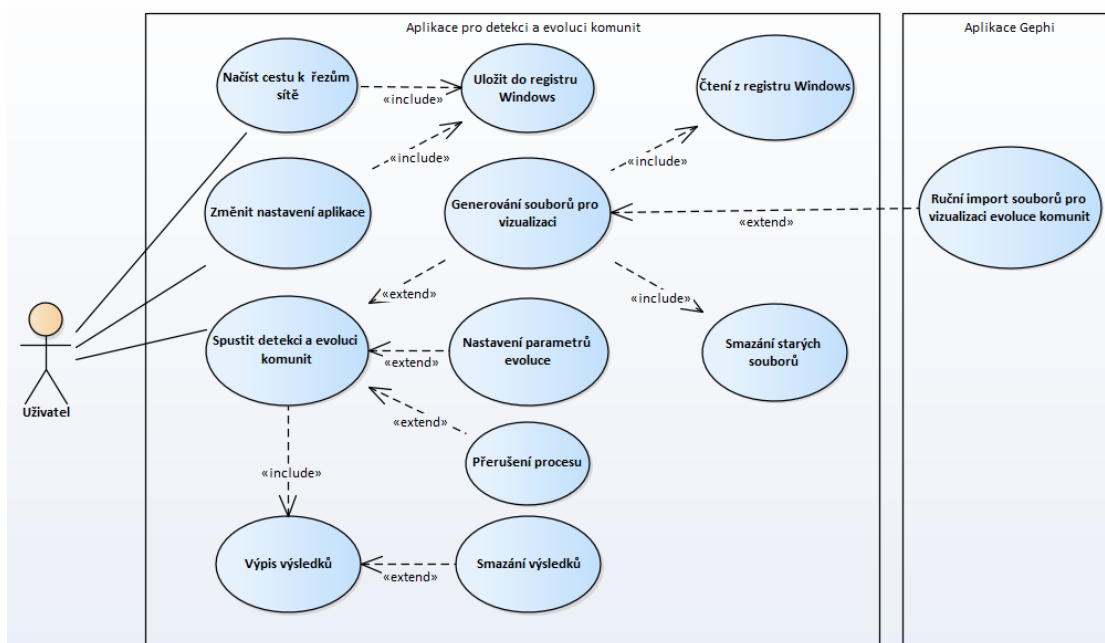 Aplikace pro detekci a evoluci komunit
Aplikace Gephi
Načíst cestu k řezům
sítě
«include»
Uložit do registru
Windows
Čtení z registru Windows
«include»
«include»
Změnit nastavení aplikace
Generování souborů pro
vizualizaci
«extend»
Ruční import souborů pro
vizualizaci evoluce komunit
«extend»
«include»
Uživatel
Spustit detekci a evoluci
komunit
«extend»
Nastavení parametrů
evoluce
Smazání starých
souborů
«extend»
Přerušení procesu
«include»
Výpis výsledků
«extend»
Smazání výsledků